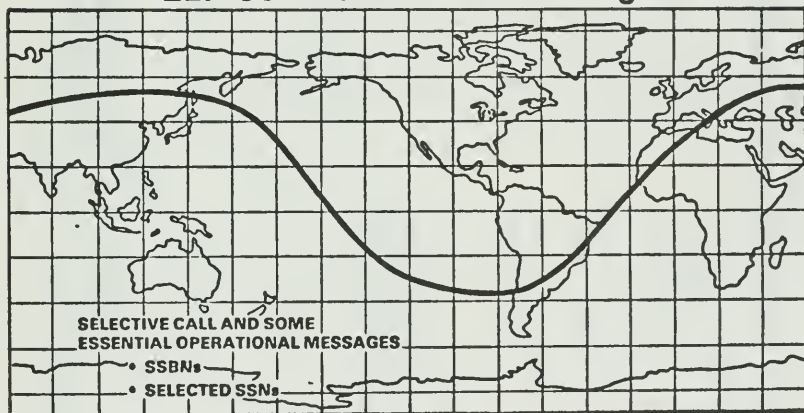 SELECTIVE CALL AND SOME
ESSENTIAL OPERATIONAL MESSAGES
• SSBNs
• SELECTED SSNs